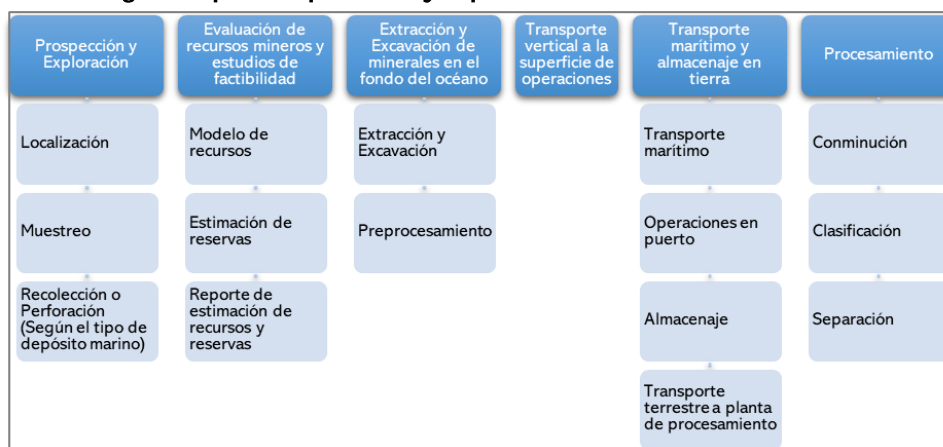 Prospección y
Exploración
Localización
Muestreo
Recolección o
Perforación
(Según el tipo de
depósito marino)
Evaluación de
recursos mineros y
estudios de
factibilidad
Modelo de
recursos
Estimación de
reservas
Reporte de
estimación de
recursos y
reservas
Extracción y
Excavación de
minerales en el
fondo del océano
Extracción y
Excavación
Preprocesamiento
Transporte
vertical a la
superficie de
operaciones
Transporte
marítimo y
almacenaje en
tierra
Transporte
marítimo
Operaciones en
puerto
Almacenaje
Transporte
terrestre a planta
de procesamiento
Procesamiento
Conminución
Clasificación
Separación